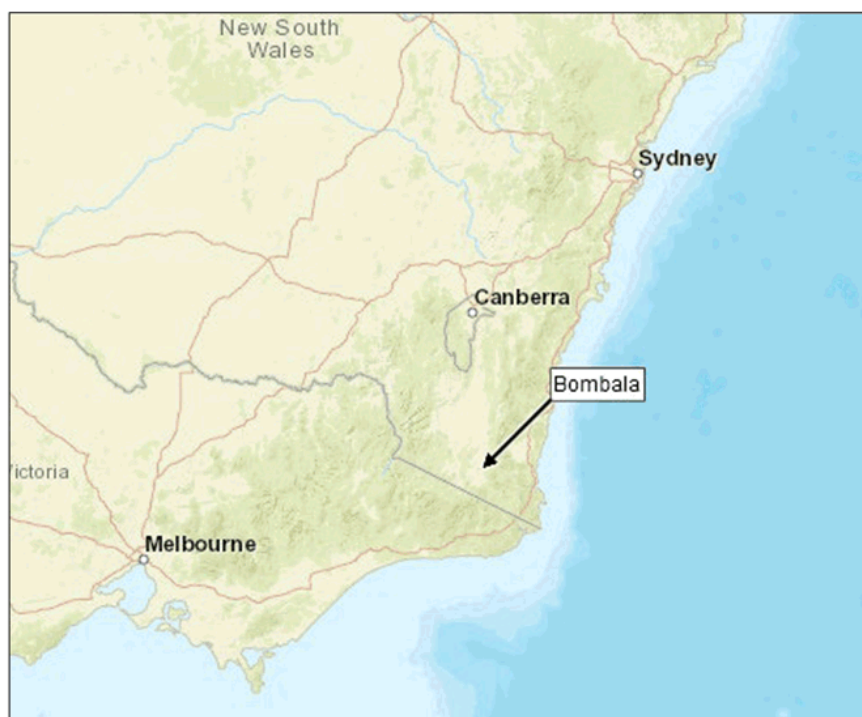 New South
Wales
Sydney
Canberra
Bombala
ictoria
Melbourne